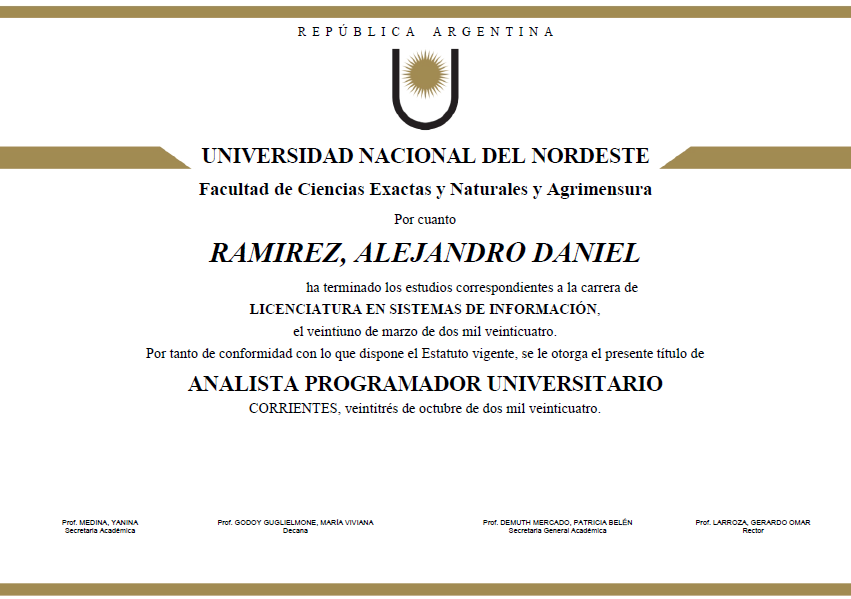 REPÚBLICA ARGENTINA
UNIVERSIDAD NACIONAL DEL NORDESTE
Facultad de Ciencias Exactas y Naturales y Agrimensura
Por cuanto
RAMIREZ, ALEJANDRO DANIEL
ha terminado los estudios correspondientes a la carrera de
LICENCIATURA EN SISTEMAS DE INFORMACIÓN,
el veintiuno de marzo de dos mil veinticuatro.
Por tanto de conformidad con lo que dispone el Estatuto vigente, se le otorga el presente título de
ANALISTA PROGRAMADOR UNIVERSITARIO
CORRIENTES, veintitrés de octubre de dos mil veinticuatro.
Prof. MEDINA, YANINA
Secretaria Académica
Prof. GODOY GUGLIELMONE, MARÍA VIVIANA
Decana
Prof. DEMUTH MERCADO, PATRICIA BELÉN
Secretaria General Académica
Prof. LARROZA, GERARDO OMAR
Rector